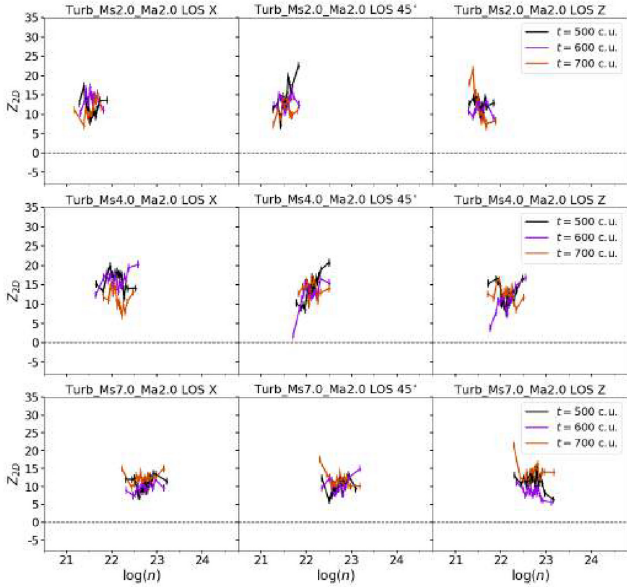 Turb_Ms2.0_Ma2.0 LOS X Turb_Ms2.0_Ma2.0 LOS 45° Turb_Ms2.0_Ma2.0 LOS Z
35
30
25
20
15
10
5
0
-5
Z2D
t = 500 c.u.
t = 600 c.u.
t = 700 c.u.
Turb_Ms4.0_Ma2.0 LOS X Turb_Ms4.0_Ma2.0 LOS 45° Turb_Ms4.0_Ma2.0 LOS Z
35
30
25
20
15
10
5
0
-5
Z2D
t = 500 c.u.
t = 600 c.u.
t = 700 c.u.
Turb_Ms7.0_Ma2.0 LOS X Turb_Ms7.0_Ma2.0 LOS 45° Turb_Ms7.0_Ma2.0 LOS Z
35
30
25
20
15
10
5
0
-5
Z2D
t = 500 c.u.
t = 600 c.u.
t = 700 c.u.
21 22 23 24 21 22 23 24 21 22 23 24
log(n) log(n) log(n)